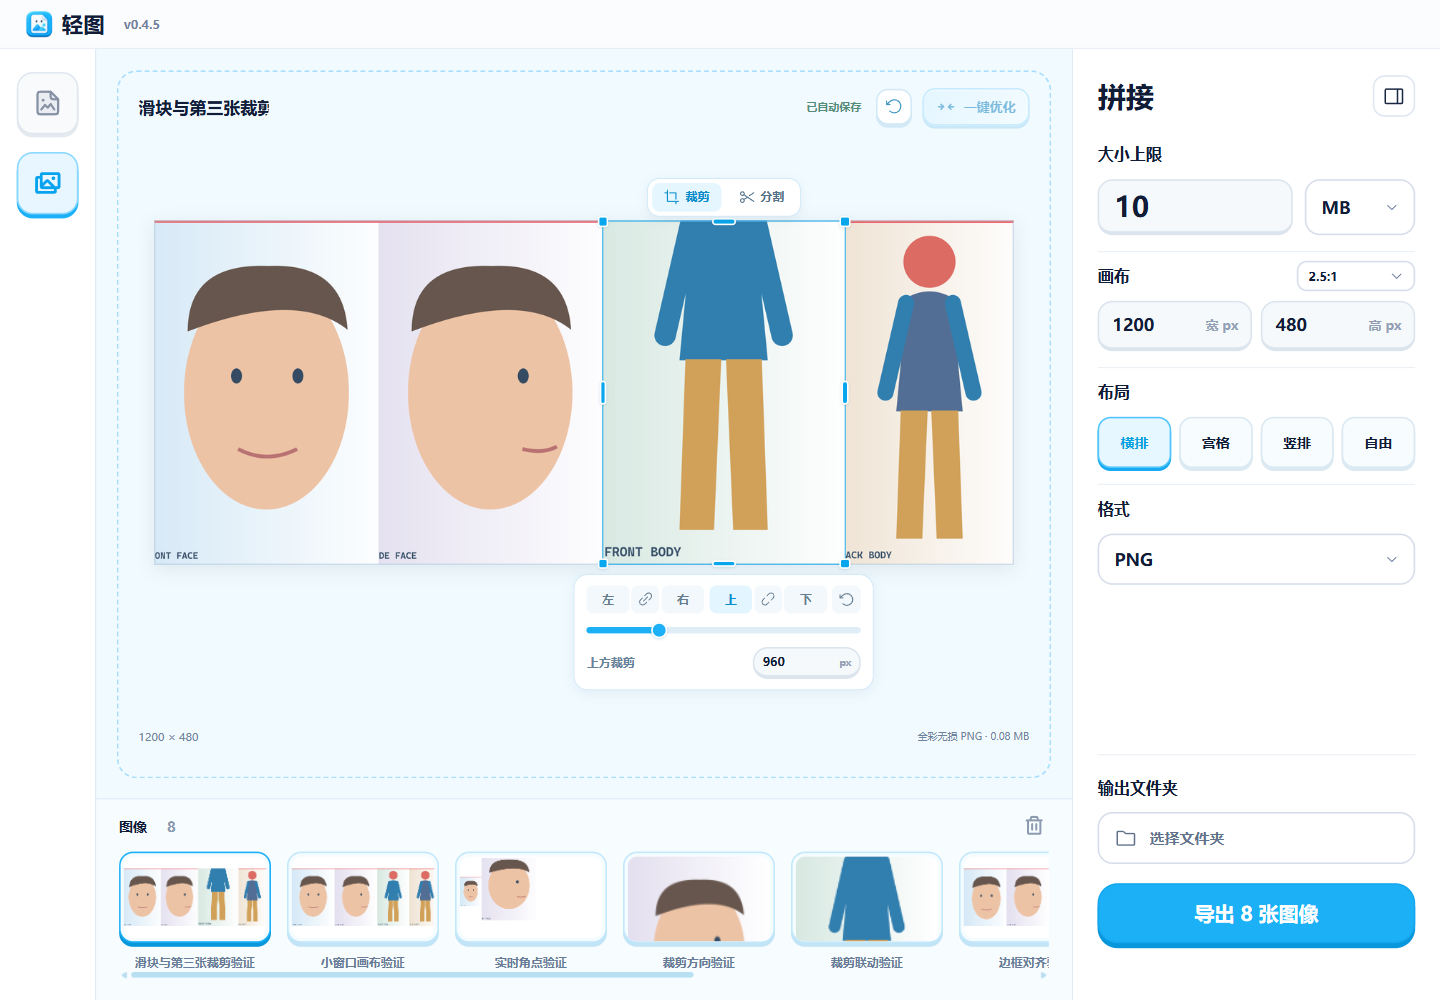 轻图 v0.4.5
滑块与第三张裁剪
已自动保存
一键优化
裁剪 分割
ONT FACE
DE FACE
FRONT BODY
ACK BODY
左 右 上 下
上方裁剪 960 px
1200 × 480
全彩无损 PNG · 0.08 MB
图像 8
滑块与第三张裁剪验证
小窗口画布验证
实时角点验证
裁剪方向验证
裁剪联动验证
边框对齐
拼接
大小上限
10 MB
画布 2.5:1
1200 宽 px 480 高 px
布局
横排 宫格 竖排 自由
格式
PNG
输出文件夹
选择文件夹
导出 8 张图像